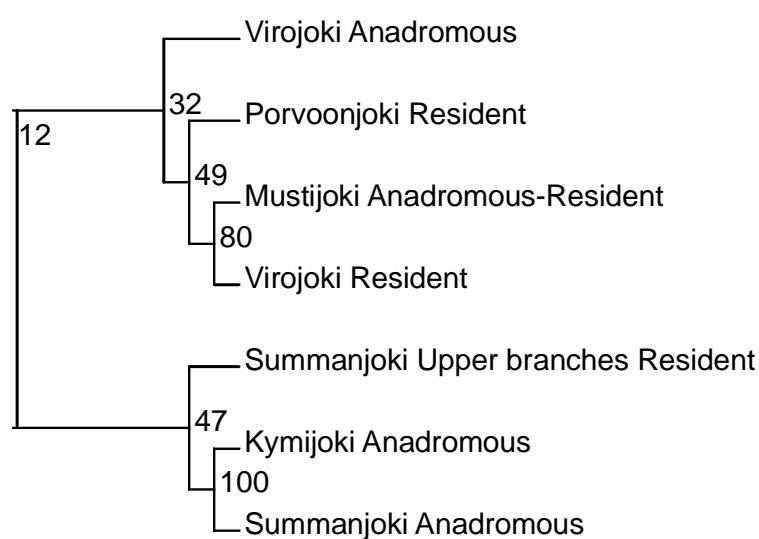 Virojoki Anadromous
32
Porvoonjoki Resident
12
49
Mustijoki Anadromous-Resident
80
Virojoki Resident
Summanjoki Upper branches Resident
47
Kymijoki Anadromous
100
Summanjoki Anadromous